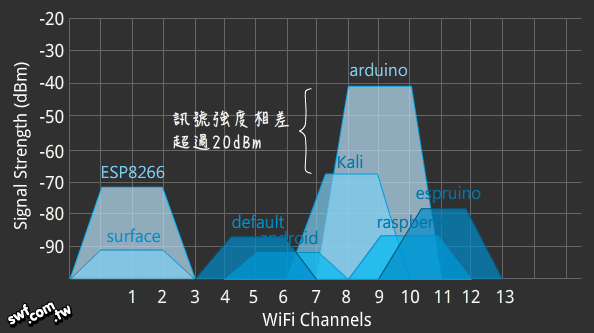 -20
-30
-40
-50
-60
-70
-80
-90
Signal Strength (dBm)
arduino
訊號強度相差
超過20dBm
Kali
ESP8266
espruino
default
raspberr
surface
android
1 2 3 4 5 6 7 8 9 10 11 12 13
WiFi Channels
swf.com.tw